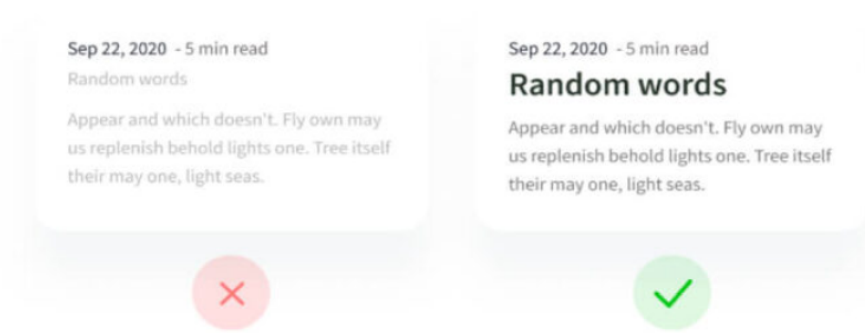 Sep 22, 2020 - 5 min read
Random words
Appear and which doesn't. Fly own may
us replenish behold lights one. Tree itself
their may one, light seas.
Sep 22, 2020 - 5 min read
Random words
Appear and which doesn't. Fly own may
us replenish behold lights one. Tree itself
their may one, light seas.